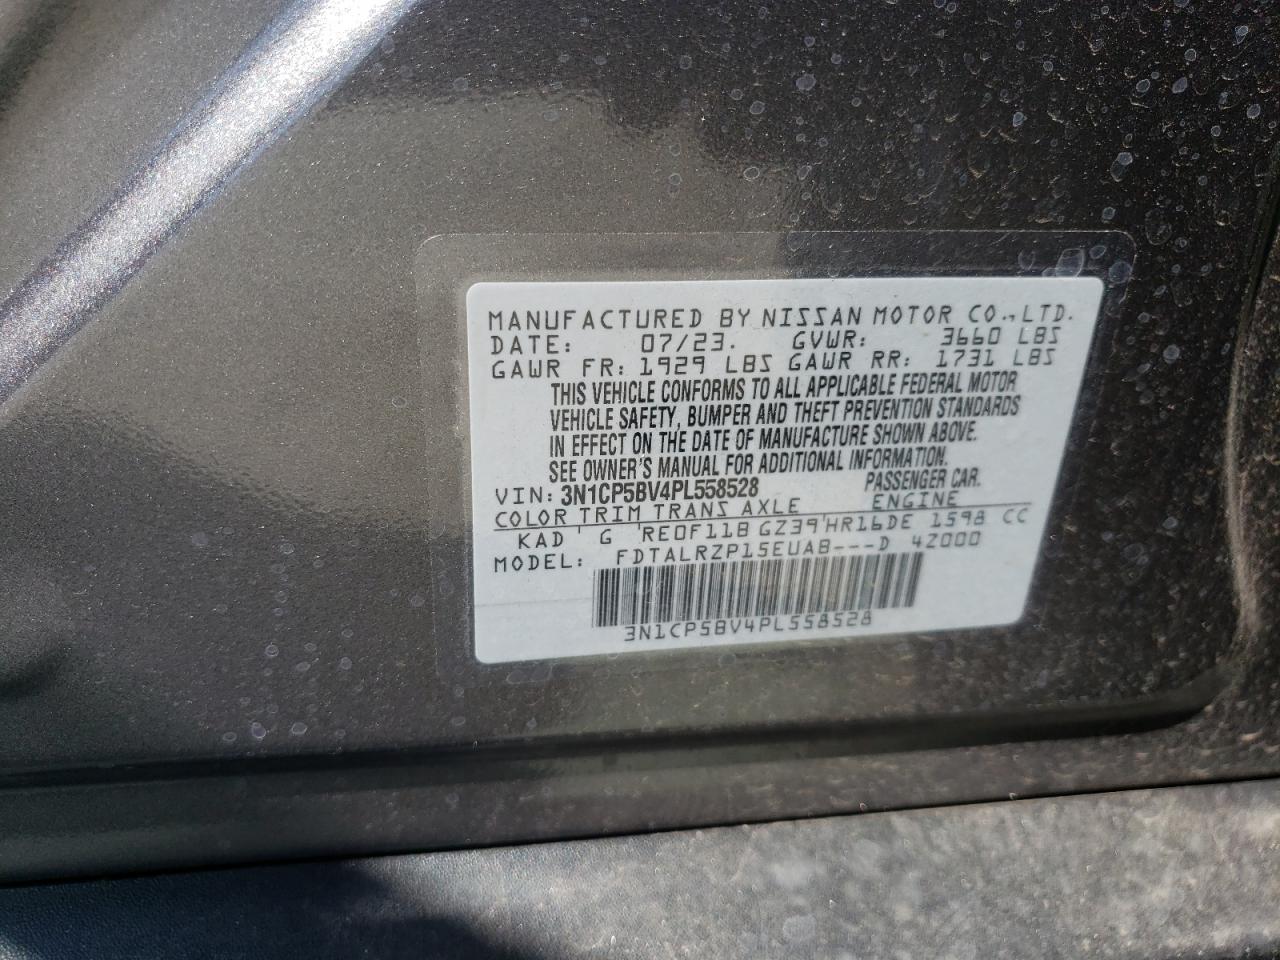 MANUFACTURED BY NISSAN MOTOR CO.,LTD.
DATE: 07/23. GVWR: 3660 LBS
GAWR FR: 1929 LBS GAWR RR: 1731 LBS
THIS VEHICLE CONFORMS TO ALL APPLICABLE FEDERAL MOTOR
VEHICLE SAFETY, BUMPER AND THEFT PREVENTION STANDARDS
IN EFFECT ON THE DATE OF MANUFACTURE SHOWN ABOVE.
SEE OWNER'S MANUAL FOR ADDITIONAL INFORMATION.
VIN: 3N1CP5BV4PL558528 PASSENGER CAR.
COLOR TRIM TRANS AXLE ENGINE
KAD G RE0F11B GZ39 HR16DE 1598 CC
MODEL: FDTALRZP15EUAB---D 42000
3N1CP5BV4PL558528